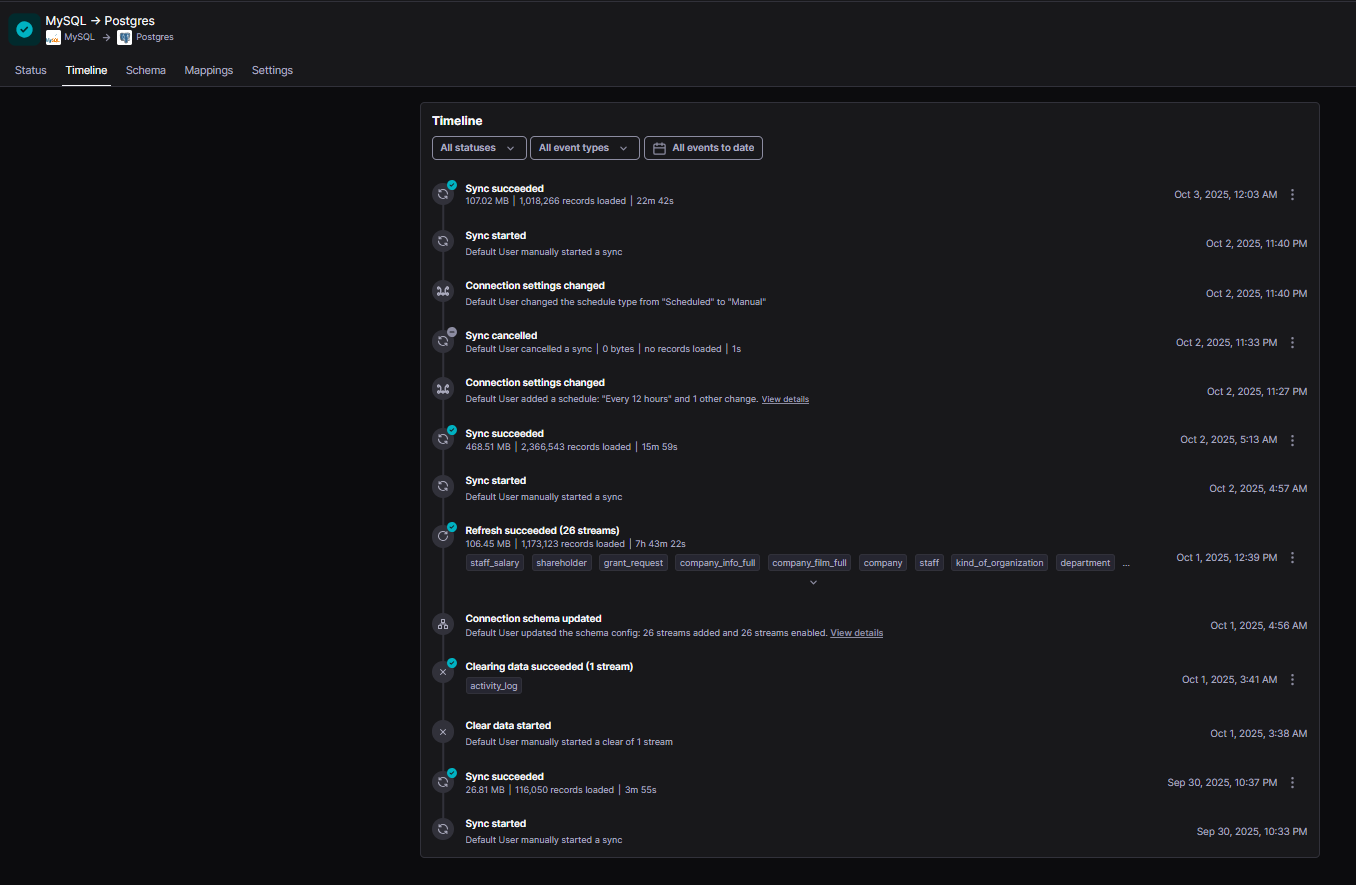 MySQL → Postgres
MySQL → Postgres
Status Timeline Schema Mappings Settings
Timeline
All statuses All event types All events to date
Sync succeeded
107.02 MB | 1,018,266 records loaded | 22m 42s
Oct 3, 2025, 12:03 AM
Sync started
Default User manually started a sync
Oct 2, 2025, 11:40 PM
Connection settings changed
Default User changed the schedule type from "Scheduled" to "Manual"
Oct 2, 2025, 11:40 PM
Sync cancelled
Default User cancelled a sync | 0 bytes | no records loaded | 1s
Oct 2, 2025, 11:33 PM
Connection settings changed
Default User added a schedule: "Every 12 hours" and 1 other change. View details
Oct 2, 2025, 11:27 PM
Sync succeeded
468.51 MB | 2,366,543 records loaded | 15m 59s
Oct 2, 2025, 5:13 AM
Sync started
Default User manually started a sync
Oct 2, 2025, 4:57 AM
Refresh succeeded (26 streams)
106.45 MB | 1,173,123 records loaded | 7h 43m 22s
staff_salary shareholder grant_request company_info_full company_film_full company staff kind_of_organization department ...
Oct 1, 2025, 12:39 PM
Connection schema updated
Default User updated the schema config: 26 streams added and 26 streams enabled. View details
Oct 1, 2025, 4:56 AM
Clearing data succeeded (1 stream)
activity_log
Oct 1, 2025, 3:41 AM
Clear data started
Default User manually started a clear of 1 stream
Oct 1, 2025, 3:38 AM
Sync succeeded
26.81 MB | 116,050 records loaded | 3m 55s
Sep 30, 2025, 10:37 PM
Sync started
Default User manually started a sync
Sep 30, 2025, 10:33 PM